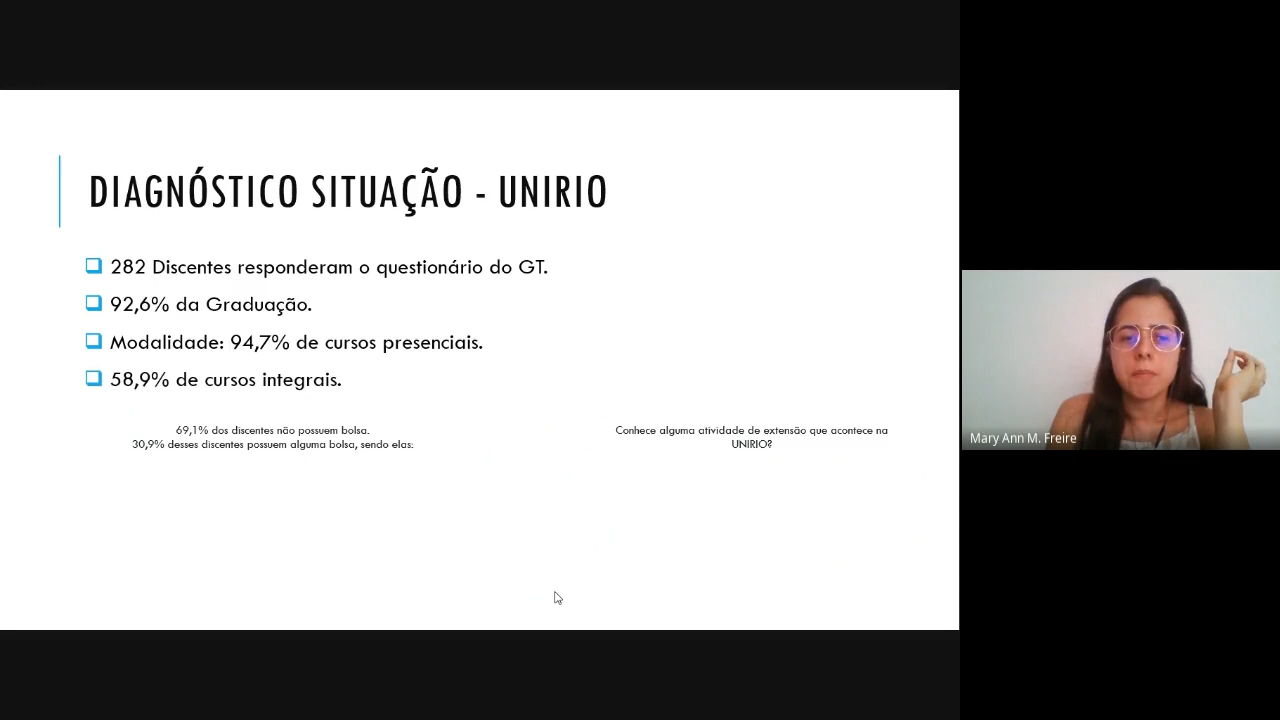 DIAGNÓSTICO SITUAÇÃO - UNIRIO
282 Discentes responderam o questionário do GT.
92,6% da Graduação.
Modalidade: 94,7% de cursos presenciais.
58,9% de cursos integrais.
69,1% dos discentes não possuem bolsa.
30,9% desses discentes possuem alguma bolsa, sendo elas:
Conhece alguma atividade de extensão que acontece na
UNIRIO?
Mary Ann M. Freire